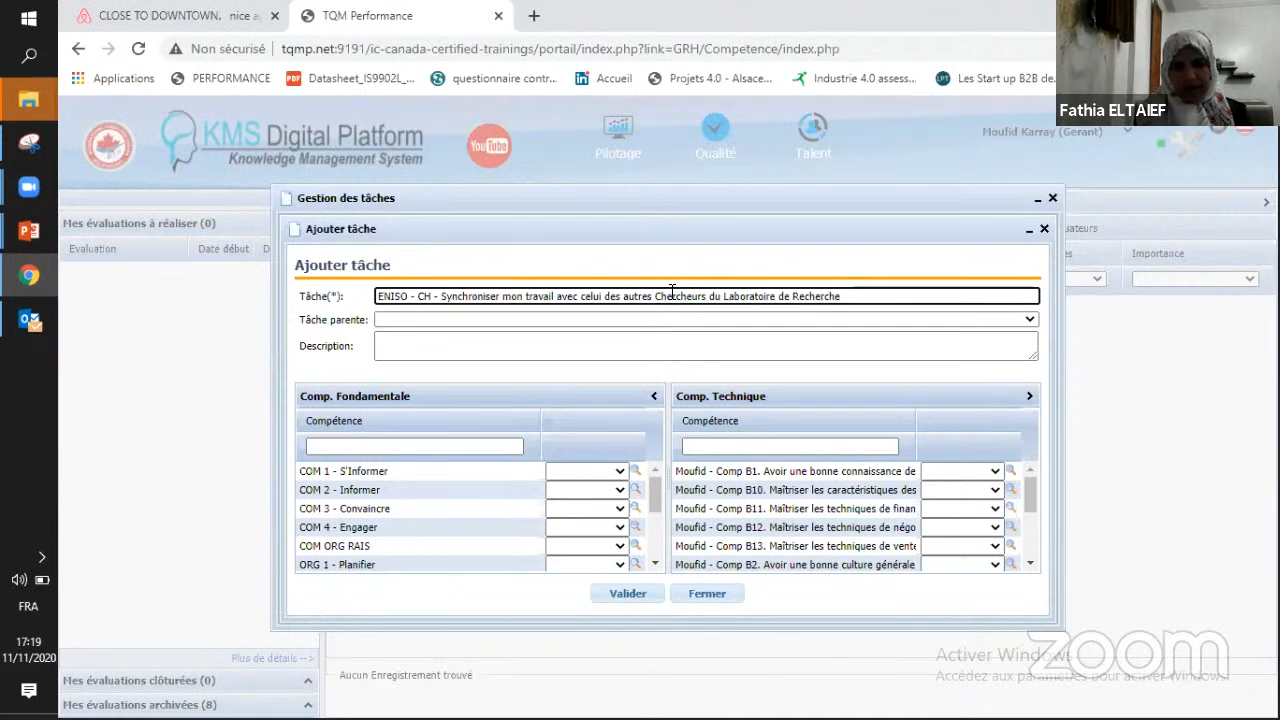 CLOSE TO DOWNTOWN, nice a
TQM Performance
Non sécurisé
tqmp.net:9191/ic-canada-certified-trainings/portail/index.php?link=GRH/Competence/index.php
Applications
PERFORMANCE
Datasheet_IS9902L_...
questionnaire contr...
Accueil
Projets 4.0 - Alsace...
Industrie 4.0 assess...
Les Start up B2B de
Fathia ELTAIEF
KMS Digital Platform
Knowledge Management System
YouTube
Pilotage
Qualité
Talent
Moufid Karray (Gerant)
Gestion des tâches
Mes évaluations à réaliser (0)
uateurs
Evaluation
Date début
D
Importance
Ajouter tâche
Ajouter tâche
Tâche(*):
ENISO - CH - Synchroniser mon travail avec celui des autres Chercheurs du Laboratoire de Recherche
Tâche parente:
Description:
Comp. Fondamentale
Comp. Technique
Compétence
Compétence
COM 1 - S'Informer
Moufid - Comp B1. Avoir une bonne connaissance de
COM 2 - Informer
Moufid - Comp B10. Maîtriser les caractéristiques des
COM 3 - Convaincre
Moufid - Comp B11. Maîtriser les techniques de finan
COM 4 - Engager
Moufid - Comp B12. Maîtriser les techniques de négo
COM ORG RAIS
Moufid - Comp B13. Maîtriser les techniques de vente
ORG 1 - Planifier
Moufid - Comp B2. Avoir une bonne culture générale
Valider
Fermer
FRA
17:19
11/11/2020
Plus de détails -->
Aucun Enregistrement trouvé
Mes évaluations clôturées (0)
Mes évaluations archivées (8)
Activer Windows
Accédez aux paramètres pour activer Windows.
zoom